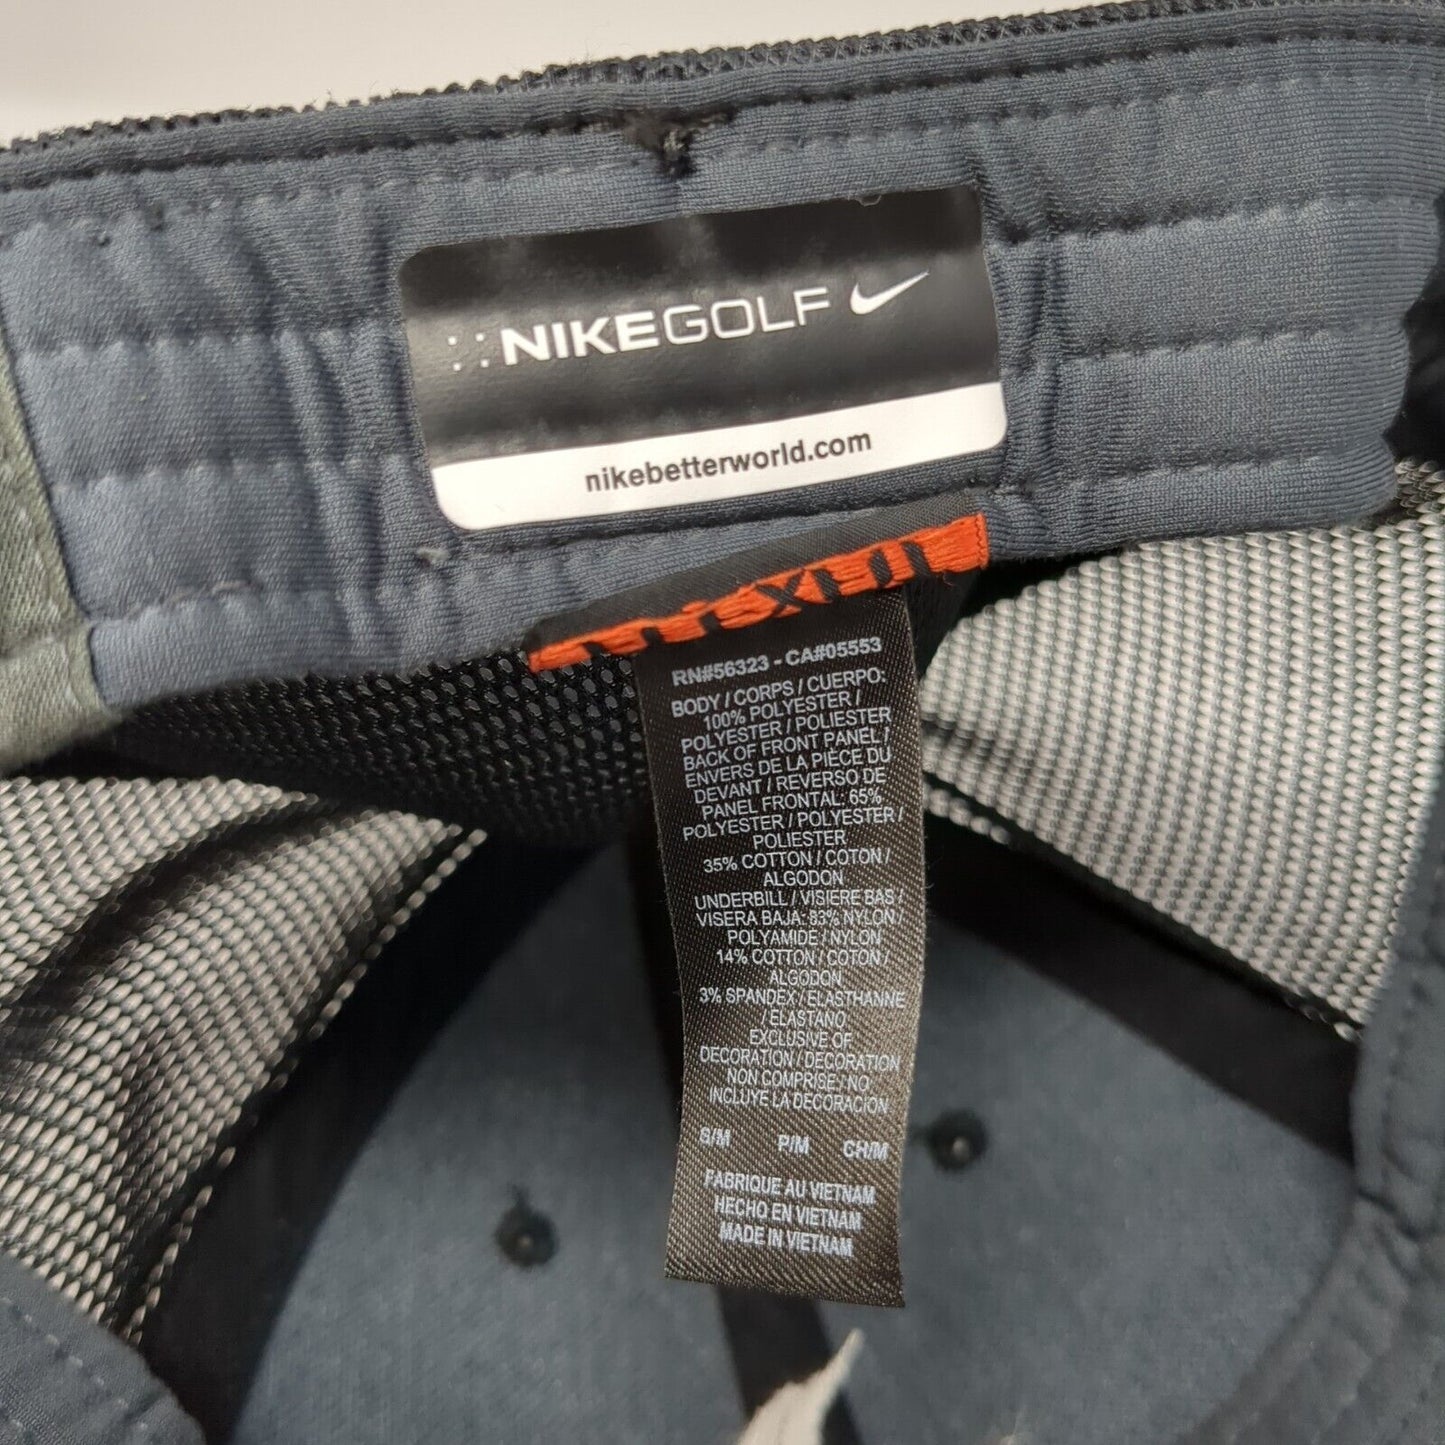 NIKEGOLF
nikebetterworld.com
RN#56323 - CA#05553
BODY / CORPS / CUERPO:
100% POLYESTER /
POLYESTER / POLIESTER
BACK OF FRONT PANEL /
ENVERS DE LA PIÈCE DU
DEVANT / REVERSO DE
PANEL FRONTAL: 65%
POLYESTER / POLYESTER /
POLIESTER
35% COTTON / COTON /
ALGODON
UNDERBILL / VISIERE BAS /
VISERA BAJA: 83% NYLON /
POLYAMIDE / NYLON
14% COTTON / COTON /
ALGODON
3% SPANDEX / ELASTHANNE
/ ELASTANO
EXCLUSIVE OF
DECORATION / DECORATION
NON COMPRISE / NO
INCLUYE LA DECORACION
S/M P/M CH/M
FABRIQUE AU VIETNAM
HECHO EN VIETNAM
MADE IN VIETNAM